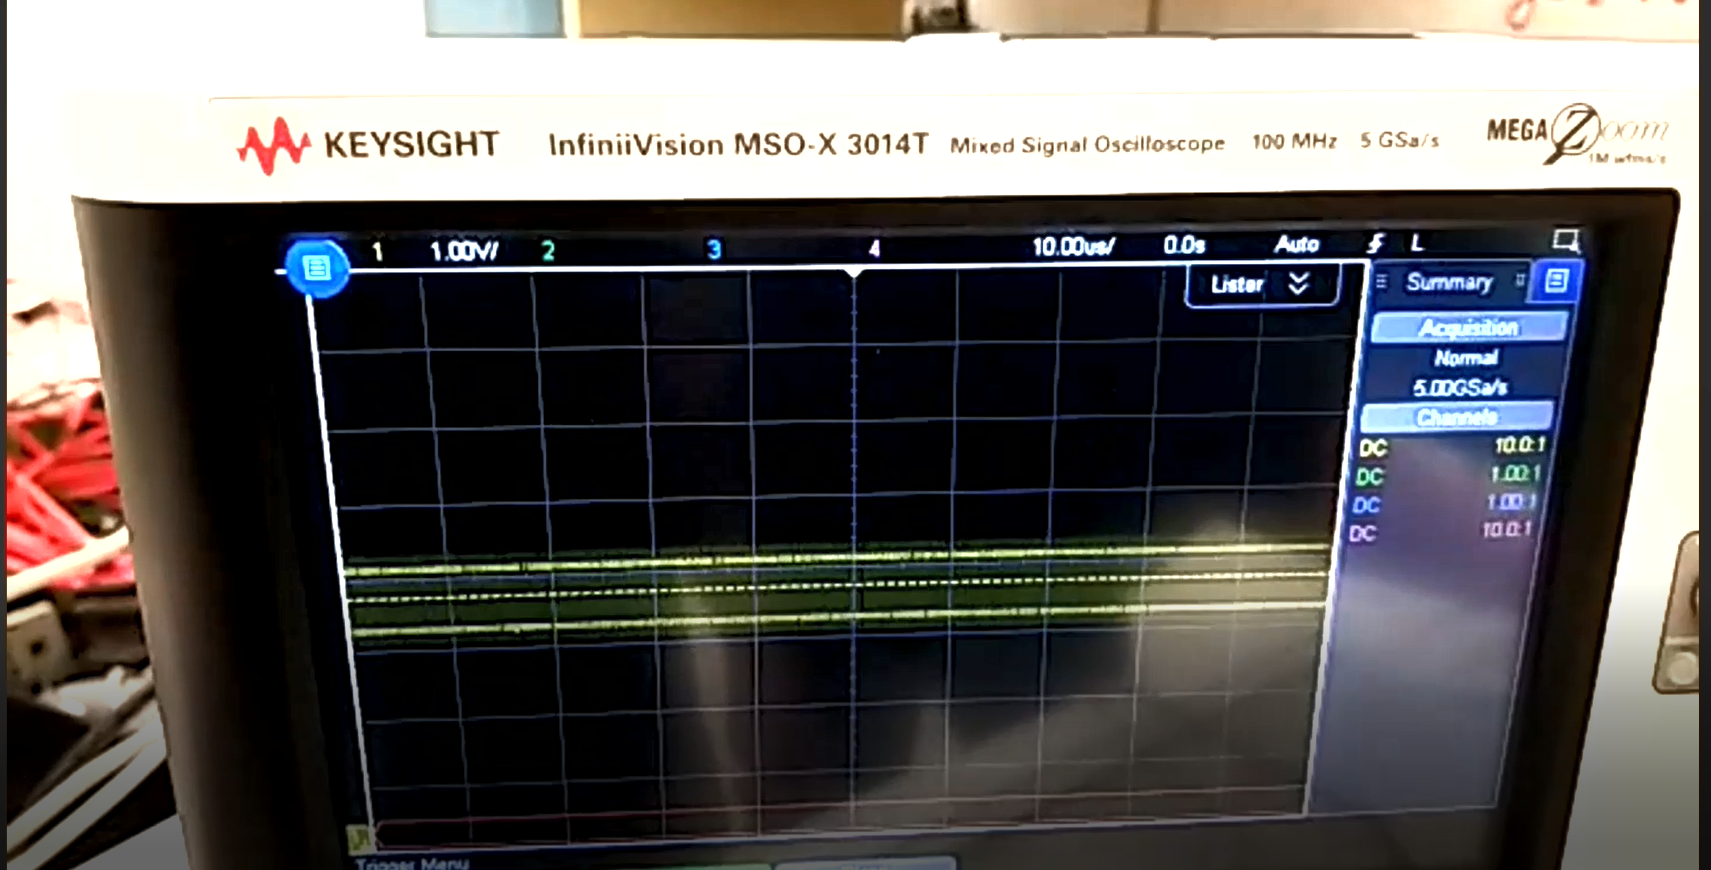 KEYSIGHT InfiniiVision MSO-X 3014T Mixed Signal Oscilloscope 100 MHz 5 GSa/s MEGA Zoom
1M wfms/s
1 1.00V/ 2 3 4 10.00us/ 0.0s Auto L
Lister
Summary
Acquisition
Normal
5.00GSa/s
Channels
DC 10.0:1
DC 1.00:1
DC 1.00:1
DC 10.0:1
Trigger Menu